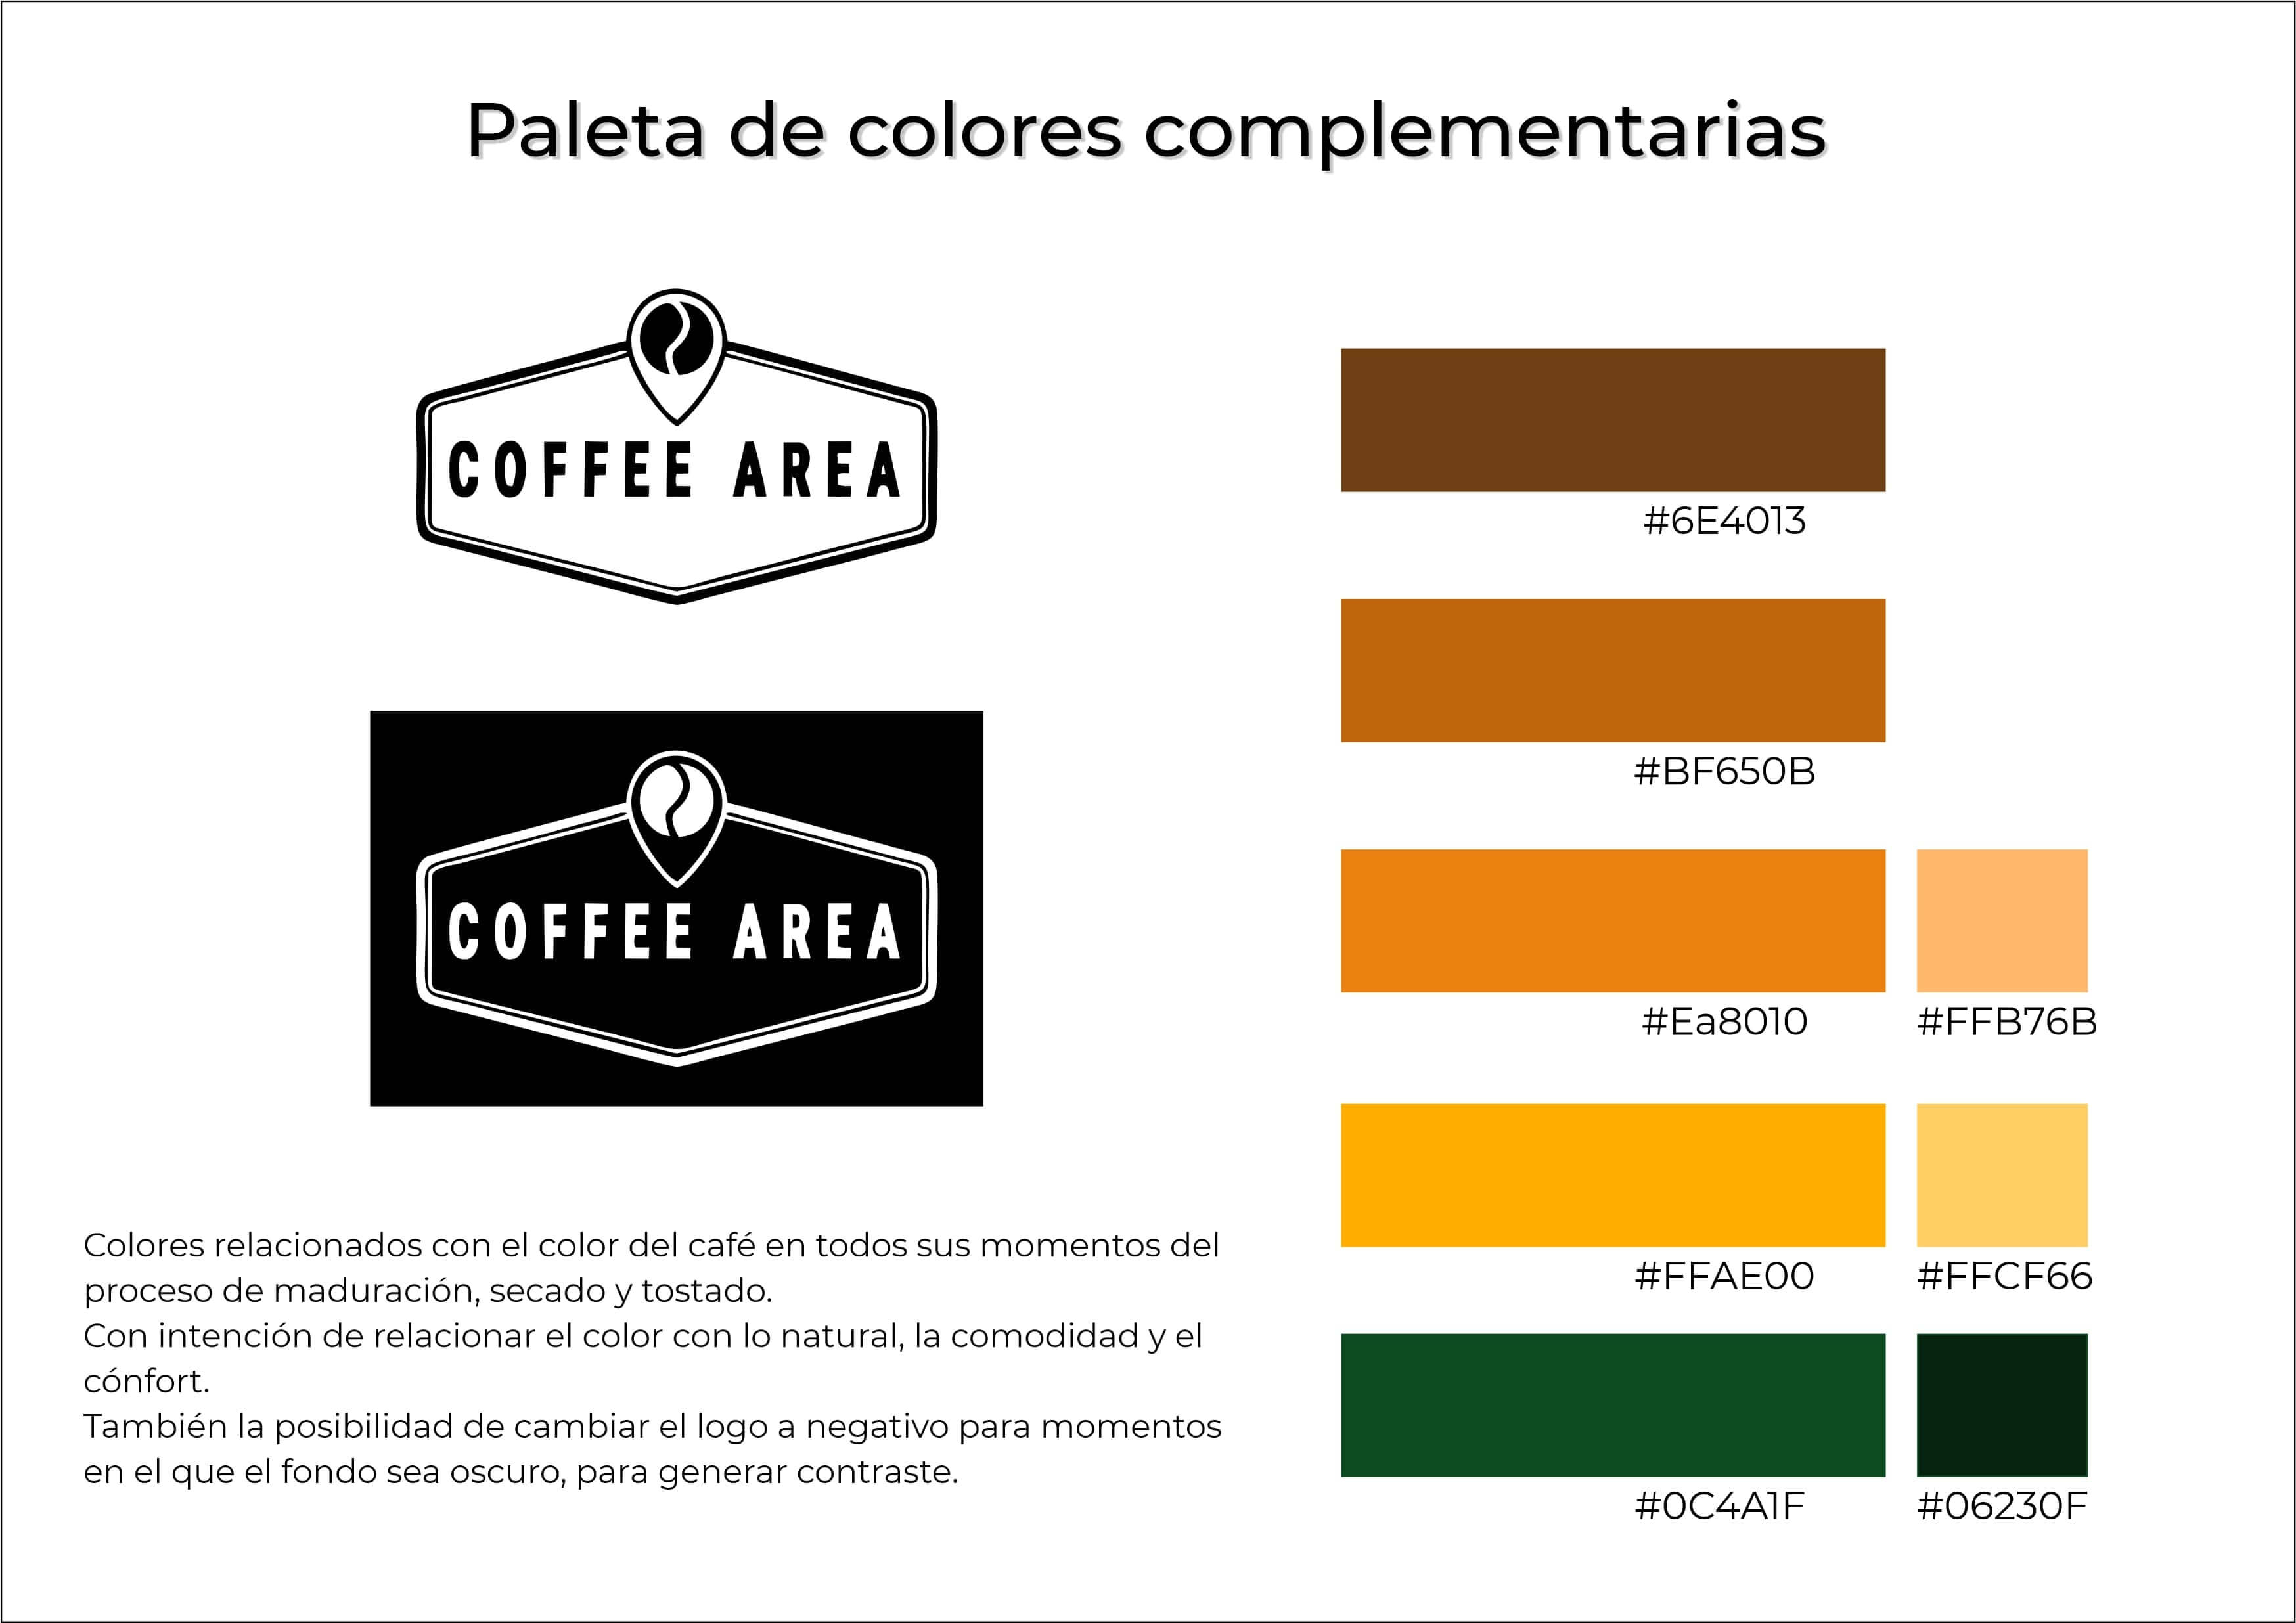 Paleta de colores complementarias
COFFEE AREA
COFFEE AREA
Colores relacionados con el color del café en todos sus momentos del
proceso de maduración, secado y tostado.
Con intención de relacionar el color con lo natural, la comodidad y el
cónfort.
También la posibilidad de cambiar el logo a negativo para momentos
en el que el fondo sea oscuro, para generar contraste.
#6E4013
#BF650B
#Ea8010
#FFB76B
#FFAE00
#FFCF66
#0C4A1F
#06230F